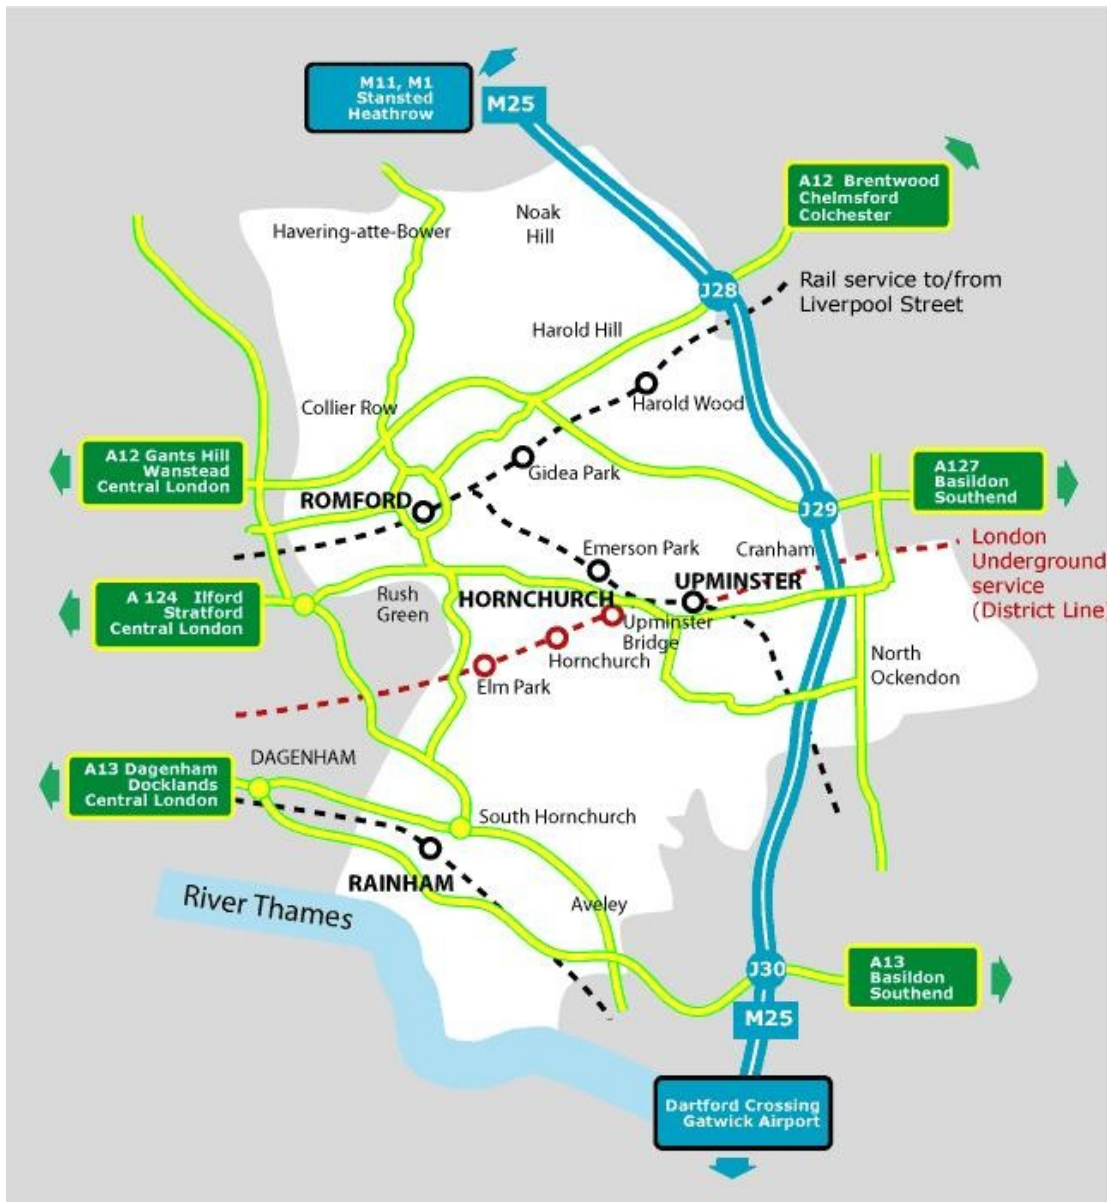 M11, M1
Stansted
Heathrow
M25
A12 Brentwood
Chelmsford
Colchester
Noak
Hill
Havering-atte-Bower
J28
Rail service to/from
Liverpool Street
Harold Hill
Harold Wood
Collier Row
A12 Gants Hill
Wanstead
Central London
Gidea Park
A127
Basildon
Southend
ROMFORD
J29
London
Underground
service
(District Line)
Emerson Park
Cranham
UPMINSTER
A 124 Ilford
Stratford
Central London
Rush
Green
HORNCHURCH
Upminster
Bridge
Hornchurch
North
Ockendon
Elm Park
DAGENHAM
A13 Dagenham
Docklands
Central London
South Hornchurch
RAINHAM
River Thames
Aveley
J30
A13
Basildon
Southend
M25
Dartford Crossing
Gatwick Airport